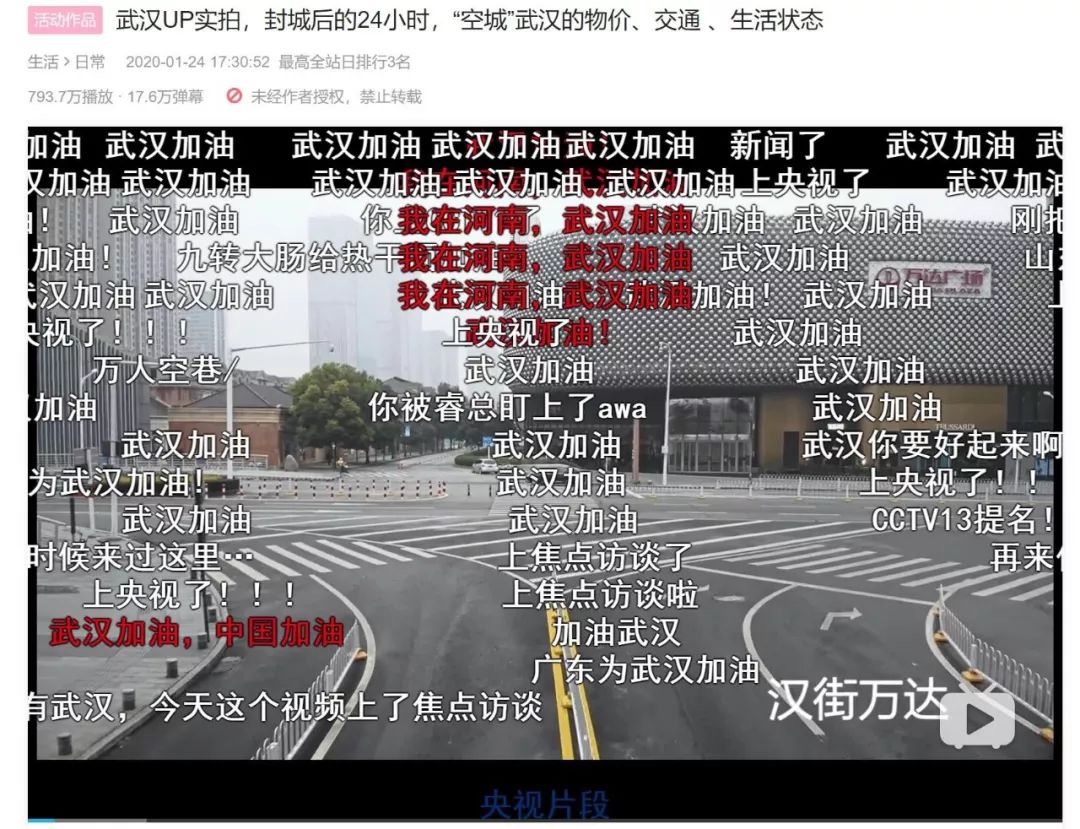 活动作品 武汉UP实拍，封城后的24小时，“空城”武汉的物价、交通 、生活状态
生活 > 日常 2020-01-24 17:30:52 最高全站日排行3名
793.7万播放 · 17.6万弹幕 未经作者授权，禁止转载
加油 武汉加油 武汉加油 武汉加油 武汉加油 新闻了 武汉加油 武
汉加油 武汉加油 武汉加油 武汉加油 武汉加油 上央视了 武汉加油
！ 武汉加油 你 我在河南，武汉加油 加油 武汉加油 刚把
加油！ 九转大肠给热干 我在河南，武汉加油 武汉加油 山
武汉加油 武汉加油 我在河南，武汉加油 加油！ 武汉加油 上
央视了！！！ 上央视了 加油！ 武汉加油
万达广场
万人空巷/ 武汉加油 武汉加油
加油 你被睿总盯上了awa 武汉加油
TRUSSARDI
武汉加油 武汉加油 武汉你要好起来啊
为武汉加油！ 武汉加油 上央视了！！
武汉加油 武汉加油 CCTV13提名！
时候来过这里… 上焦点访谈了 再来
上央视了！！！ 上焦点访谈啦
武汉加油，中国加油 加油武汉
广东为武汉加油
有武汉，今天这个视频上了焦点访谈 汉街万达
央视片段